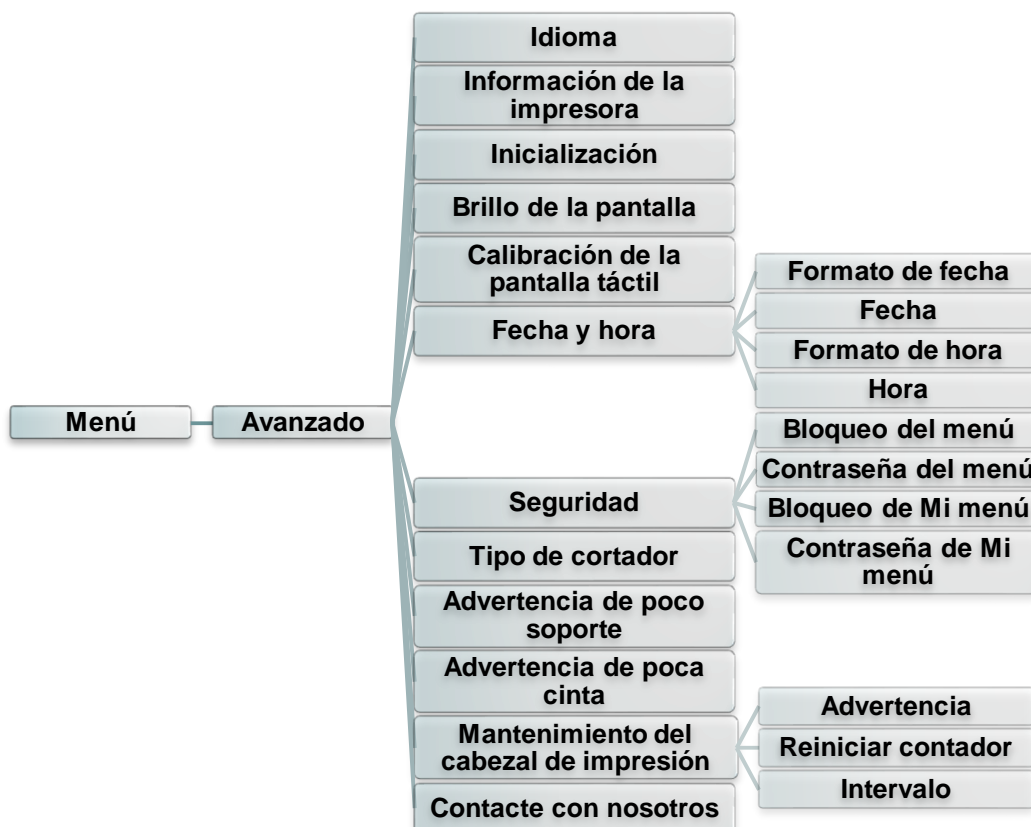 Menú
Avanzado
Idioma
Información de la
impresora
Inicialización
Brillo de la pantalla
Calibración de la
pantalla táctil
Fecha y hora
Formato de fecha
Fecha
Formato de hora
Hora
Seguridad
Bloqueo del menú
Contraseña del menú
Bloqueo de Mi menú
Contraseña de Mi
menú
Tipo de cortador
Advertencia de poco
soporte
Advertencia de poca
cinta
Mantenimiento del
cabezal de impresión
Advertencia
Reiniciar contador
Intervalo
Contacte con nosotros